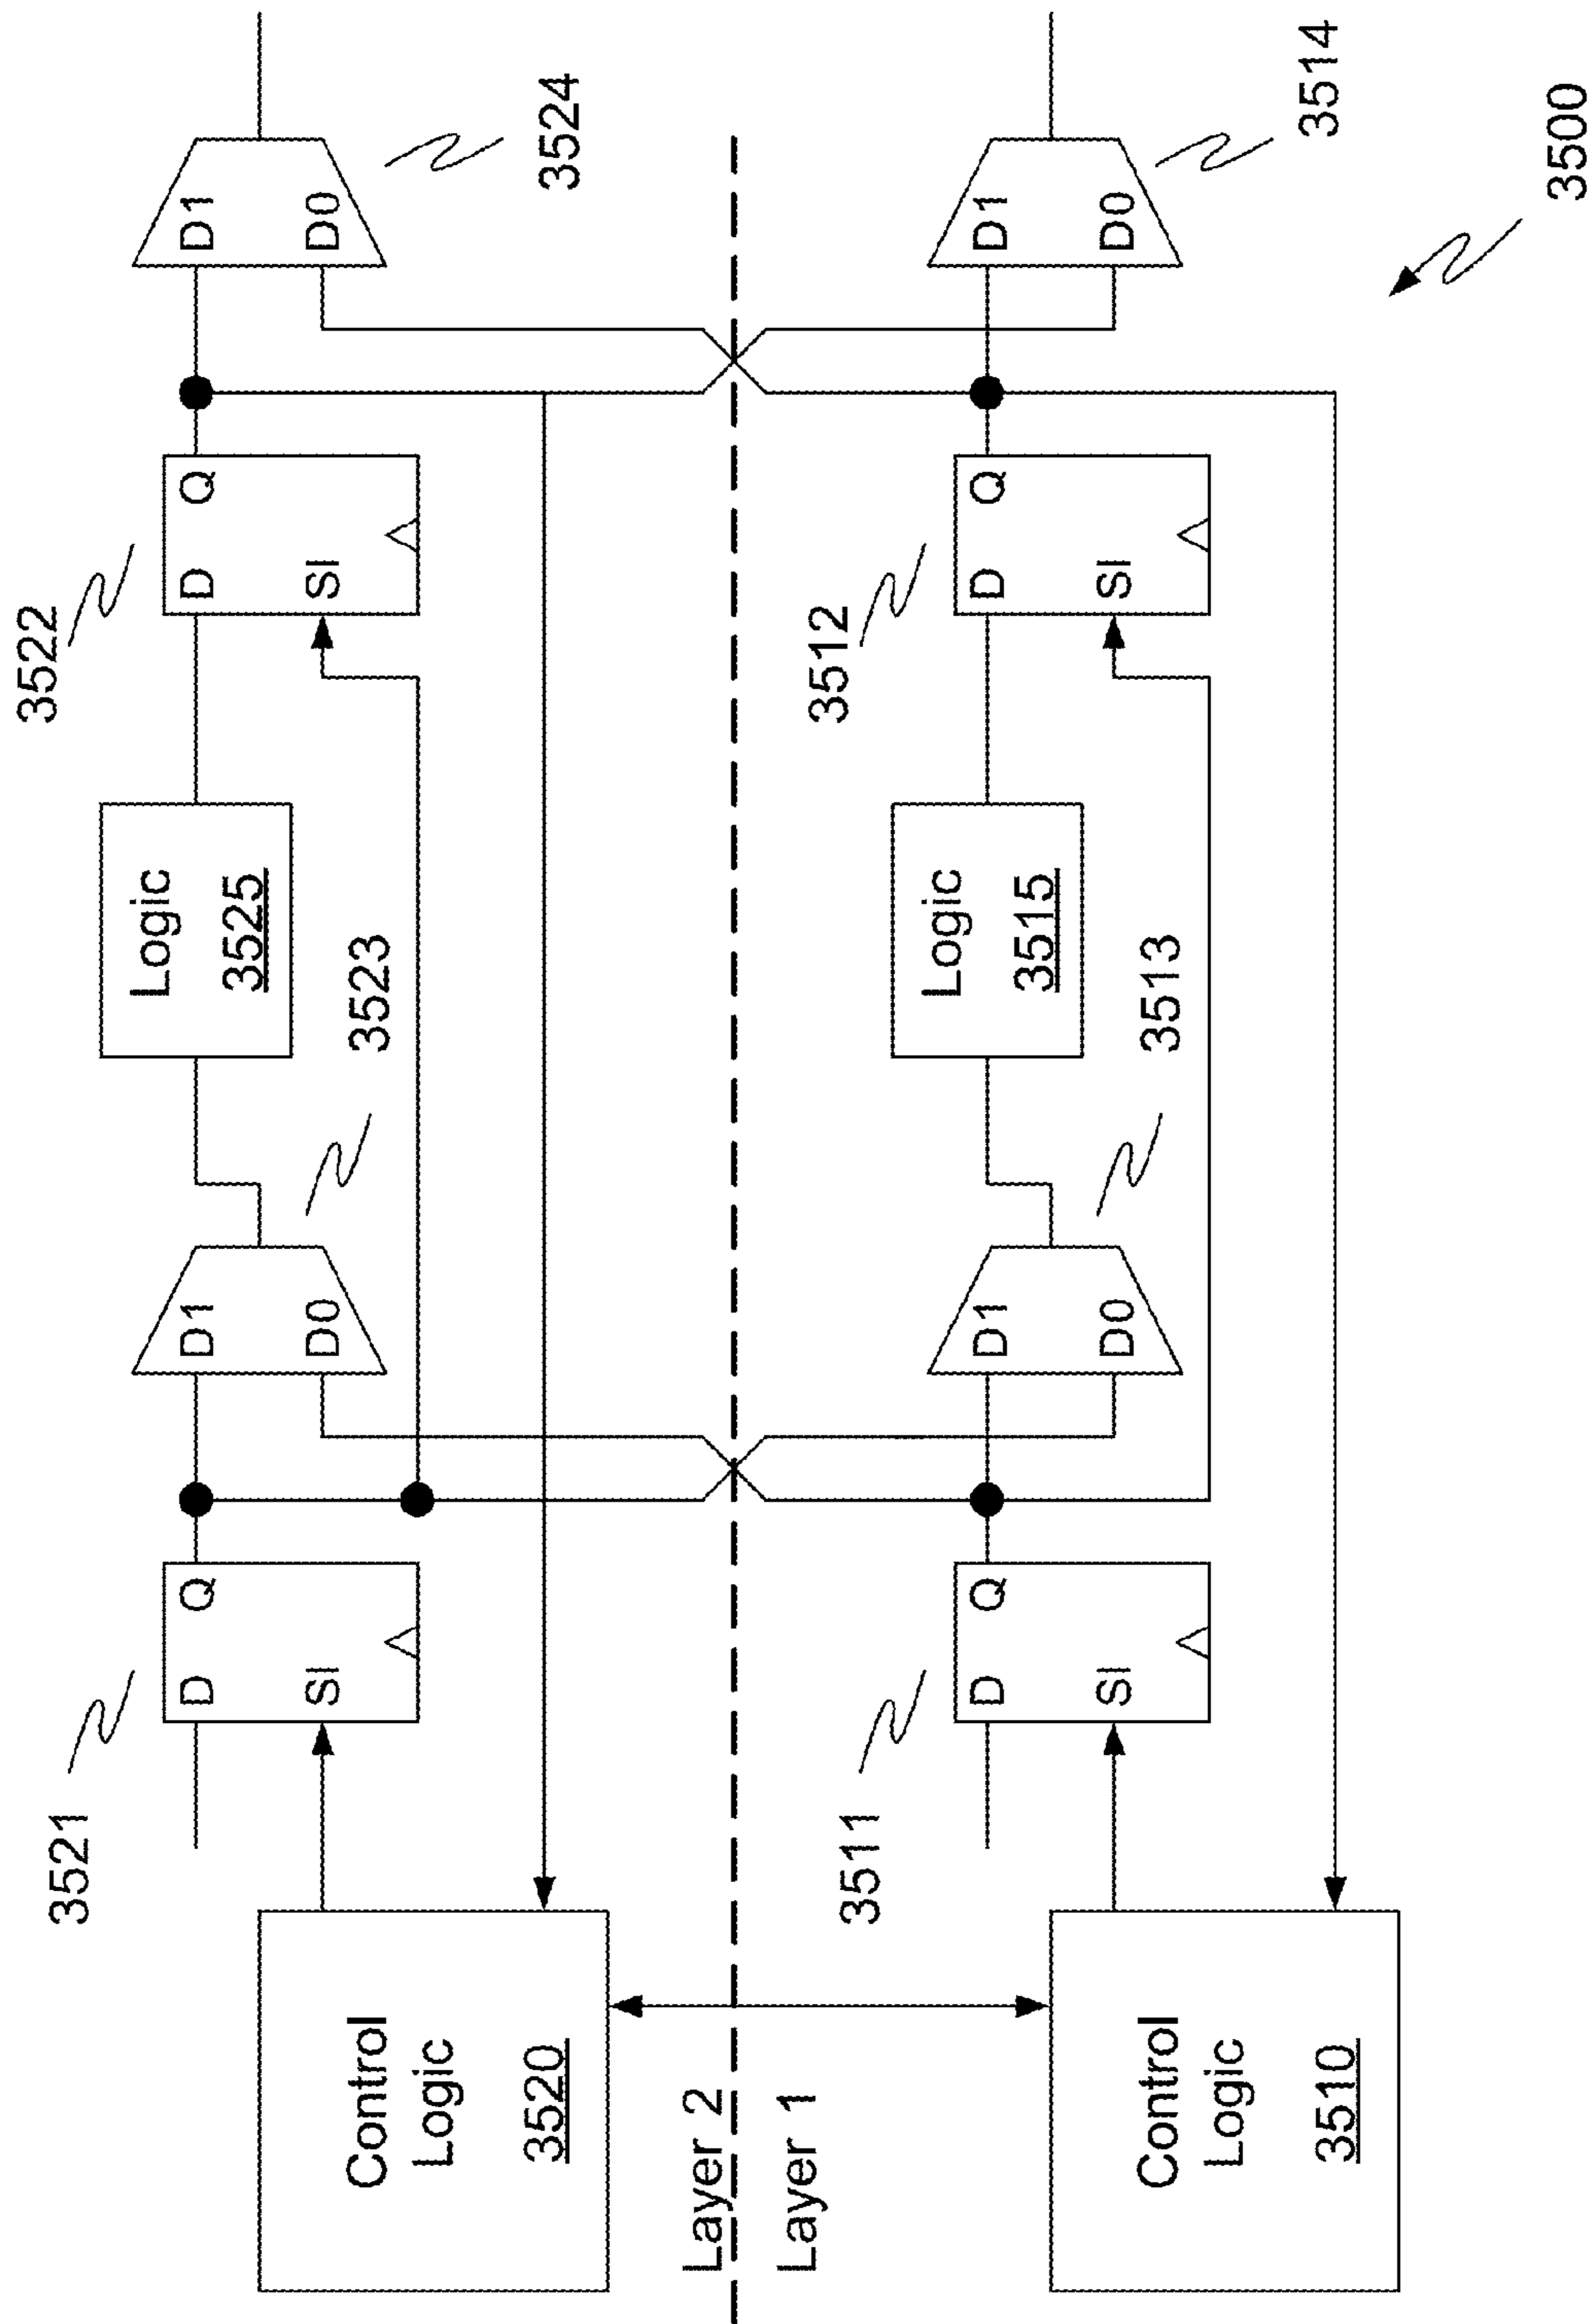 3521
3522
D
Q
SI
D1
D0
3523
Logic
3525
D
Q
SI
D1
D0
3524
Control
Logic
3520
Layer 2
Layer 1
3511
3512
D
Q
SI
D1
D0
3513
Logic
3515
D
Q
SI
D1
D0
3514
Control
Logic
3510
3500